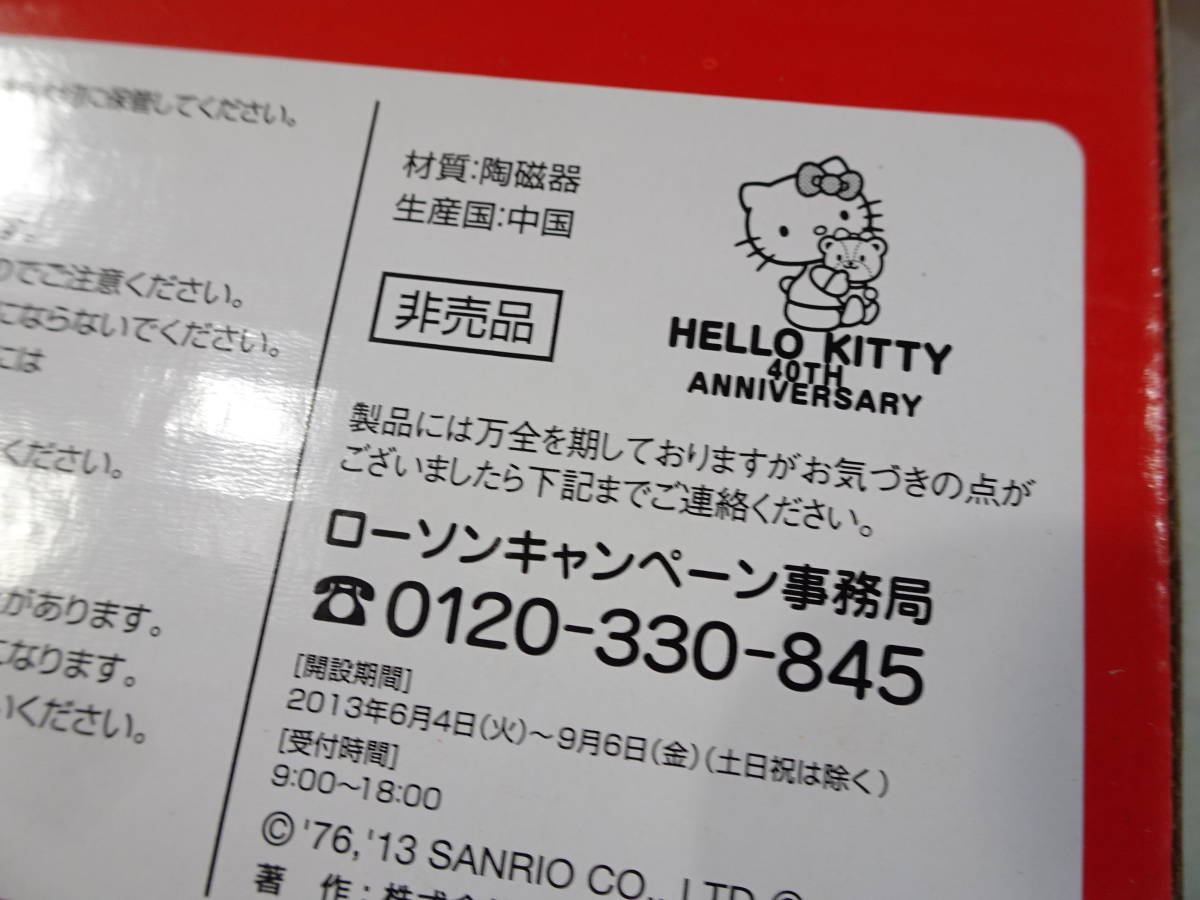 に保管してください。
のでご注意ください。
にならないでください。
には
ください。
があります。
になります。
いください。
材質:陶磁器
生産国:中国
非売品
HELLO KITTY
40TH
ANNIVERSARY
製品には万全を期しておりますがお気づきの点が
ございましたら下記までご連絡ください。
ローソンキャンペーン事務局
☎0120-330-845
[開設期間]
2013年6月4日(火)〜9月6日(金)(土日祝は除く)
[受付時間]
9:00〜18:00
© '76,'13 SANRIO CO., LTD. ©
著 作:株式会